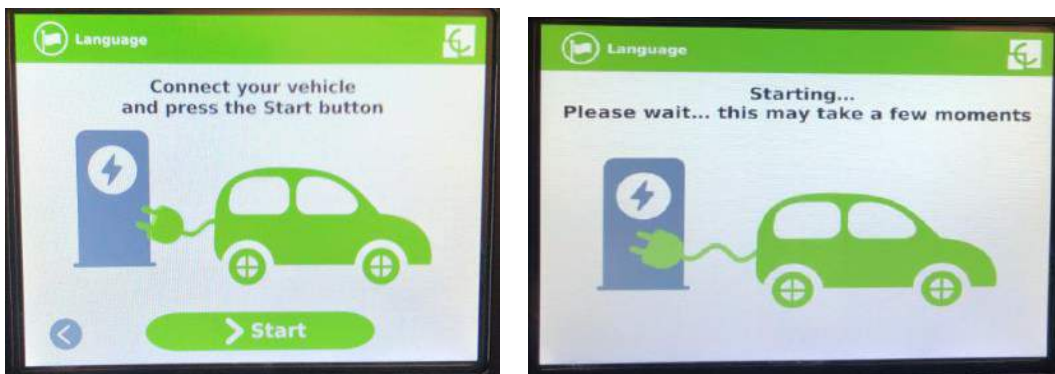 Language
Connect your vehicle
and press the Start button
Start
Language
Starting...
Please wait... this may take a few moments